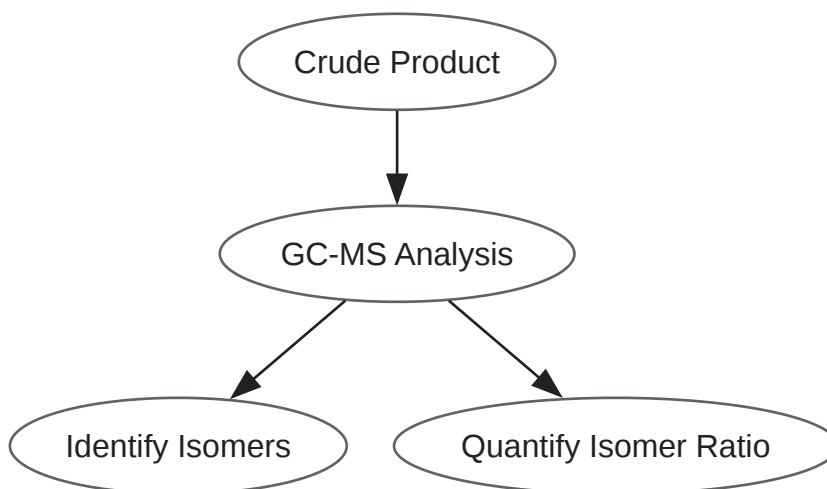 Crude Product
GC-MS Analysis
Identify Isomers
Quantify Isomer Ratio